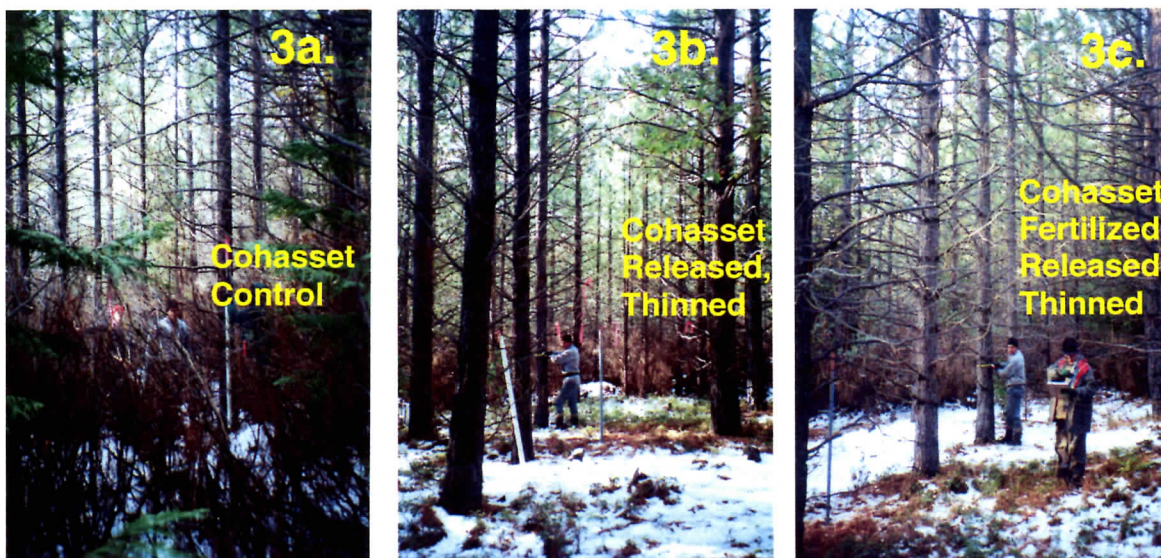 3a.
Cohasset
Control
3b.
Cohasset
Released,
Thinned
3c.
Cohasset
Fertilized
Released
Thinned